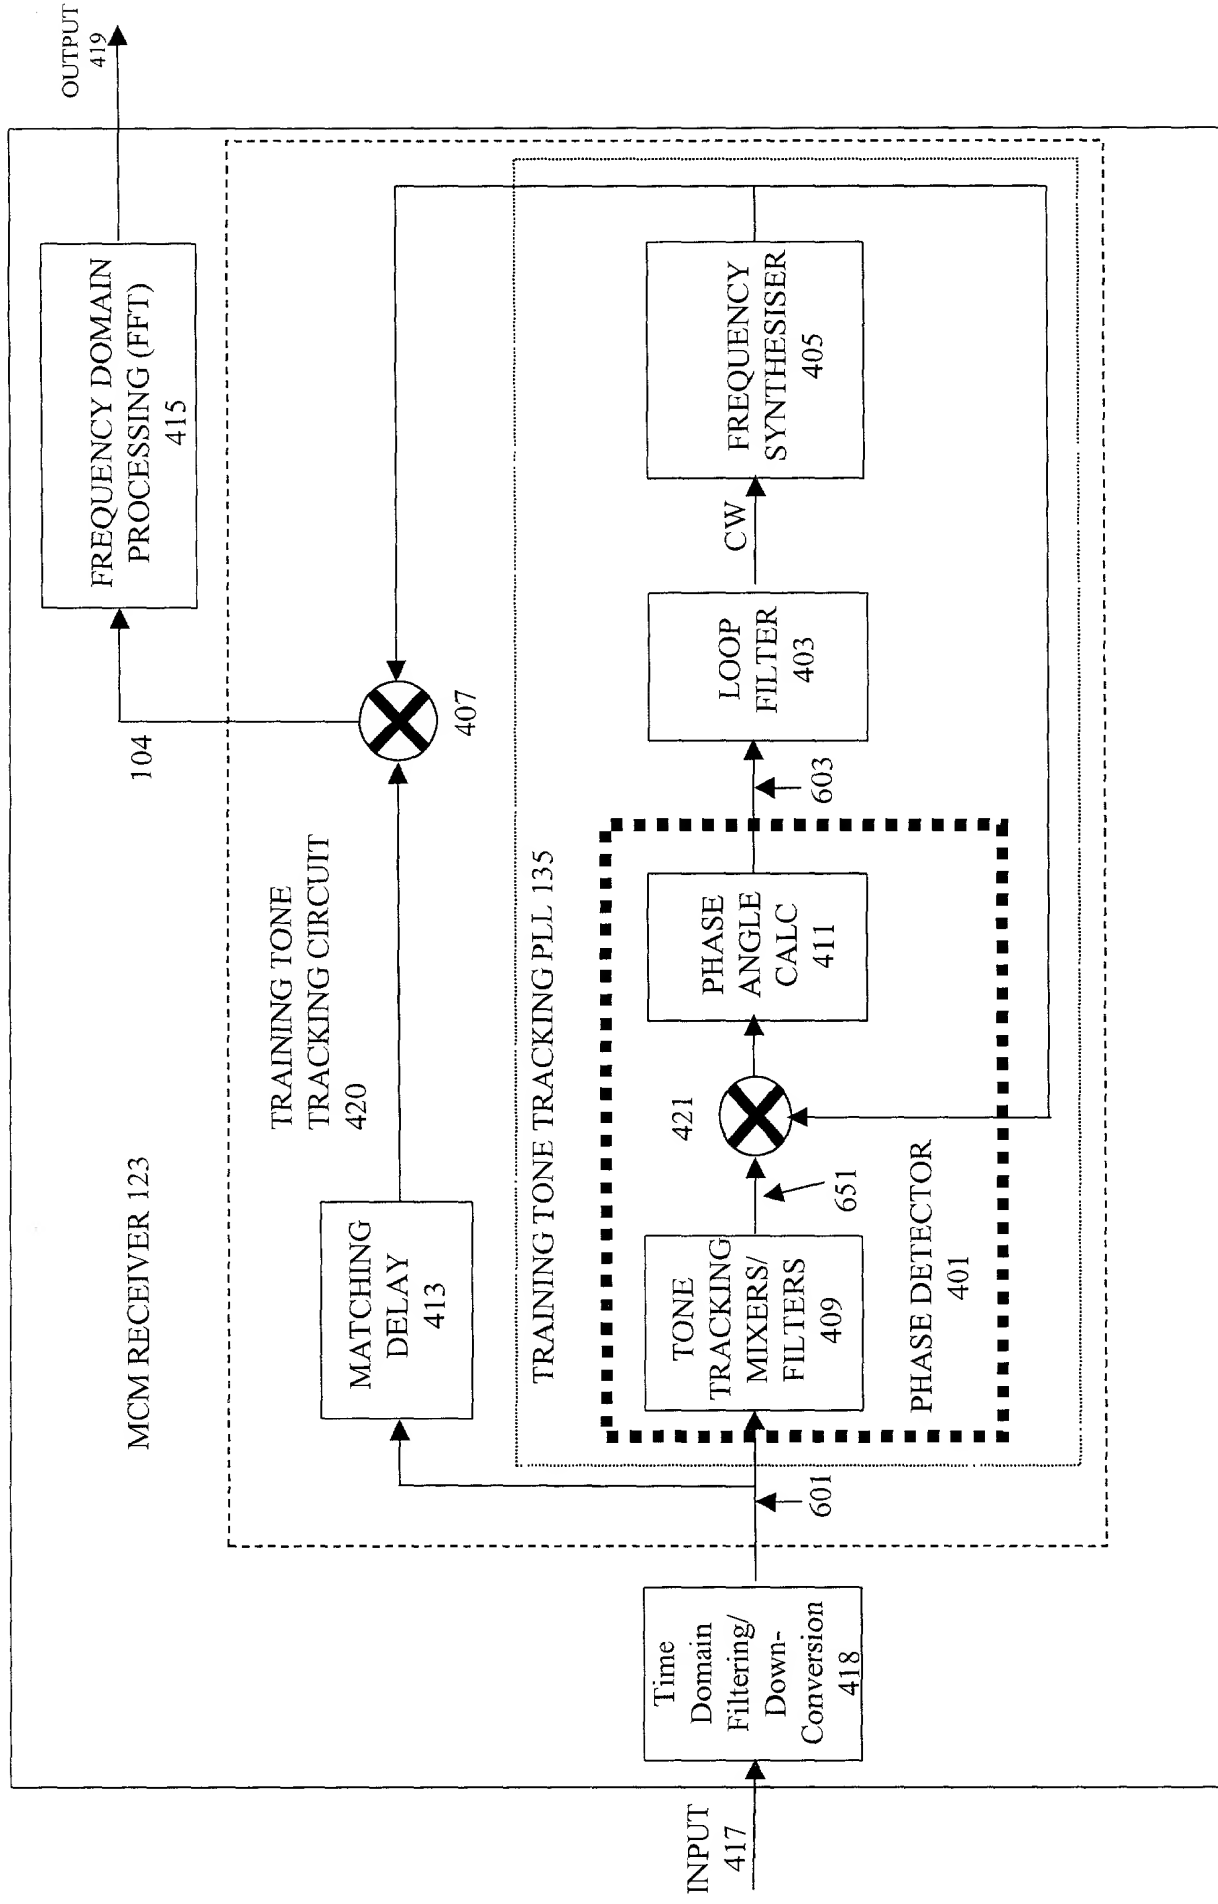 MCM RECEIVER 123
FREQUENCY DOMAIN
PROCESSING (FFT)
415
OUTPUT
419
104
TRAINING TONE
TRACKING CIRCUIT
420
MATCHING
DELAY
413
407
TRAINING TONE TRACKING PLL 135
INPUT
417
Time
Domain
Filtering/
Down-
Conversion
418
601
TONE
TRACKING
MIXERS/
FILTERS
409
651
421
PHASE
ANGLE
CALC
411
603
LOOP
FILTER
403
CW
FREQUENCY
SYNTHESISER
405
PHASE DETECTOR
401